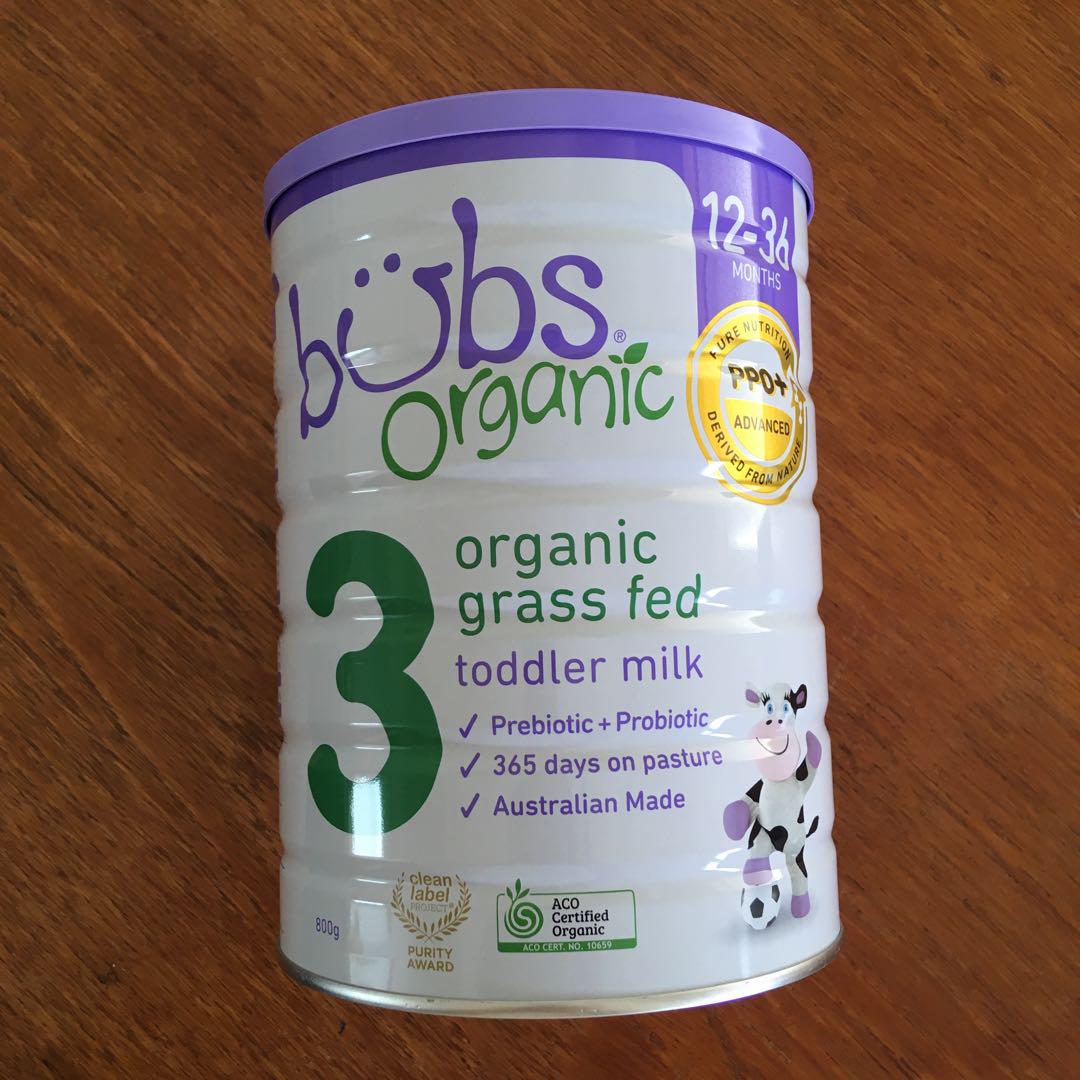 12-36
MONTHS
bubs®
organic
PURE NUTRITION
PPO+
ADVANCED
DERIVED FROM NATURE
3
organic
grass fed
toddler milk
✓ Prebiotic + Probiotic
✓ 365 days on pasture
✓ Australian Made
800g
clean
label
PROJECT®
PURITY
AWARD
ACO
Certified
Organic
ACO CERT. NO. 10659